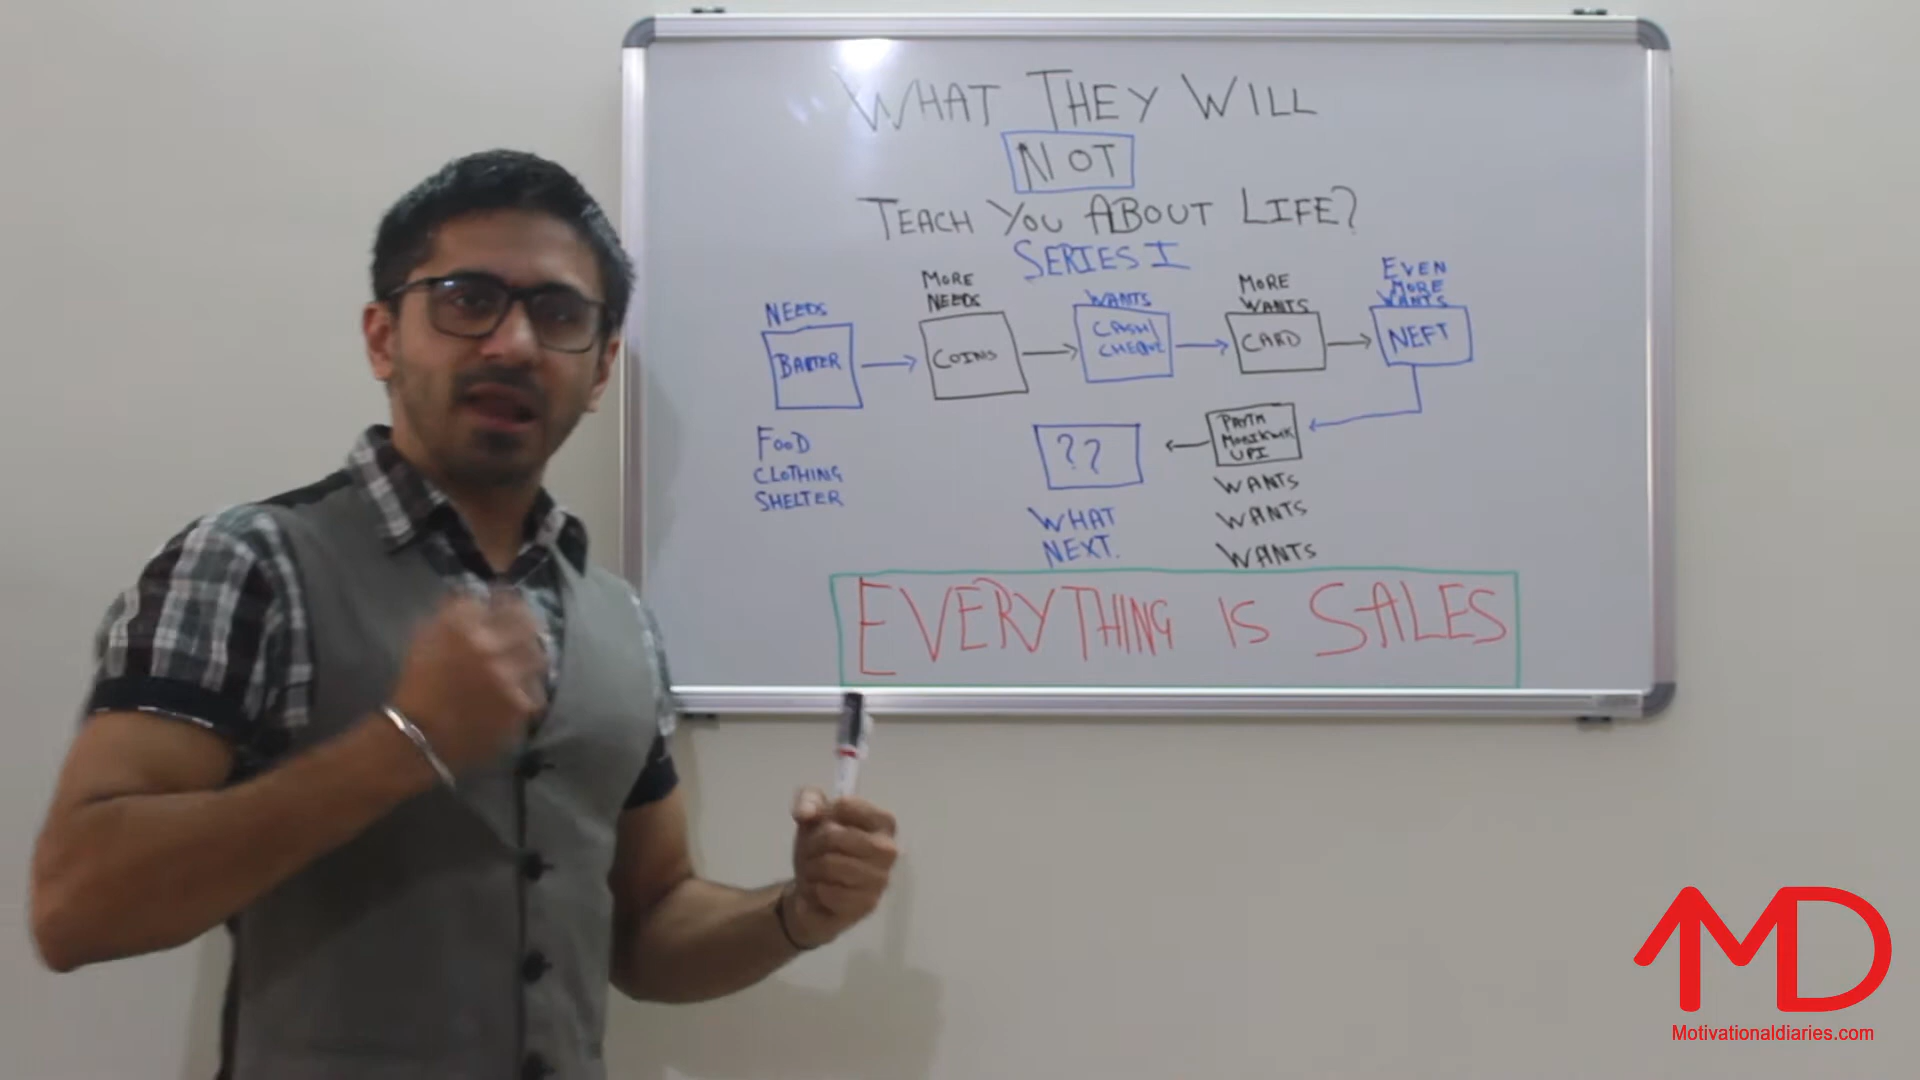 WHAT THEY WILL
NOT
TEACH YOU ABOUT LIFE?
SERIES I
NEEDS
BARTER
FOOD
CLOTHING
SHELTER
MORE
NEEDS
COINS
WANTS
CASH/
CHEQUE
MORE
WANTS
CARD
EVEN
MORE
WANTS
NEFT
PAYTM
MOBIKWIK
UPI
WANTS
WANTS
WANTS
??
WHAT
NEXT.
EVERYTHING IS SALES
MD
Motivationaldiaries.com